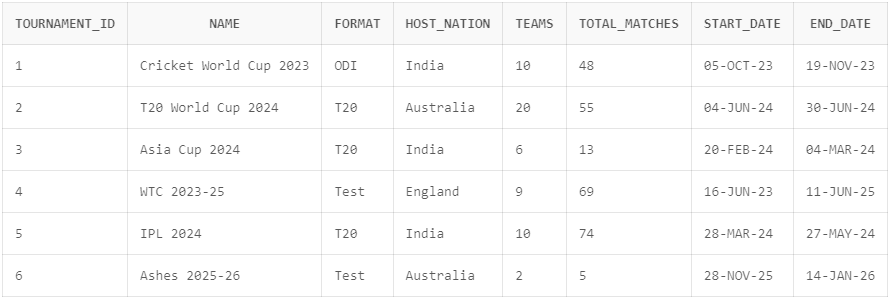 TOURNAMENT_ID NAME FORMAT HOST_NATION TEAMS TOTAL_MATCHES START_DATE END_DATE
1 Cricket World Cup 2023 ODI India 10 48 05-OCT-23 19-NOV-23
2 T20 World Cup 2024 T20 Australia 20 55 04-JUN-24 30-JUN-24
3 Asia Cup 2024 T20 India 6 13 20-FEB-24 04-MAR-24
4 WTC 2023-25 Test England 9 69 16-JUN-23 11-JUN-25
5 IPL 2024 T20 India 10 74 28-MAR-24 27-MAY-24
6 Ashes 2025-26 Test Australia 2 5 28-NOV-25 14-JAN-26